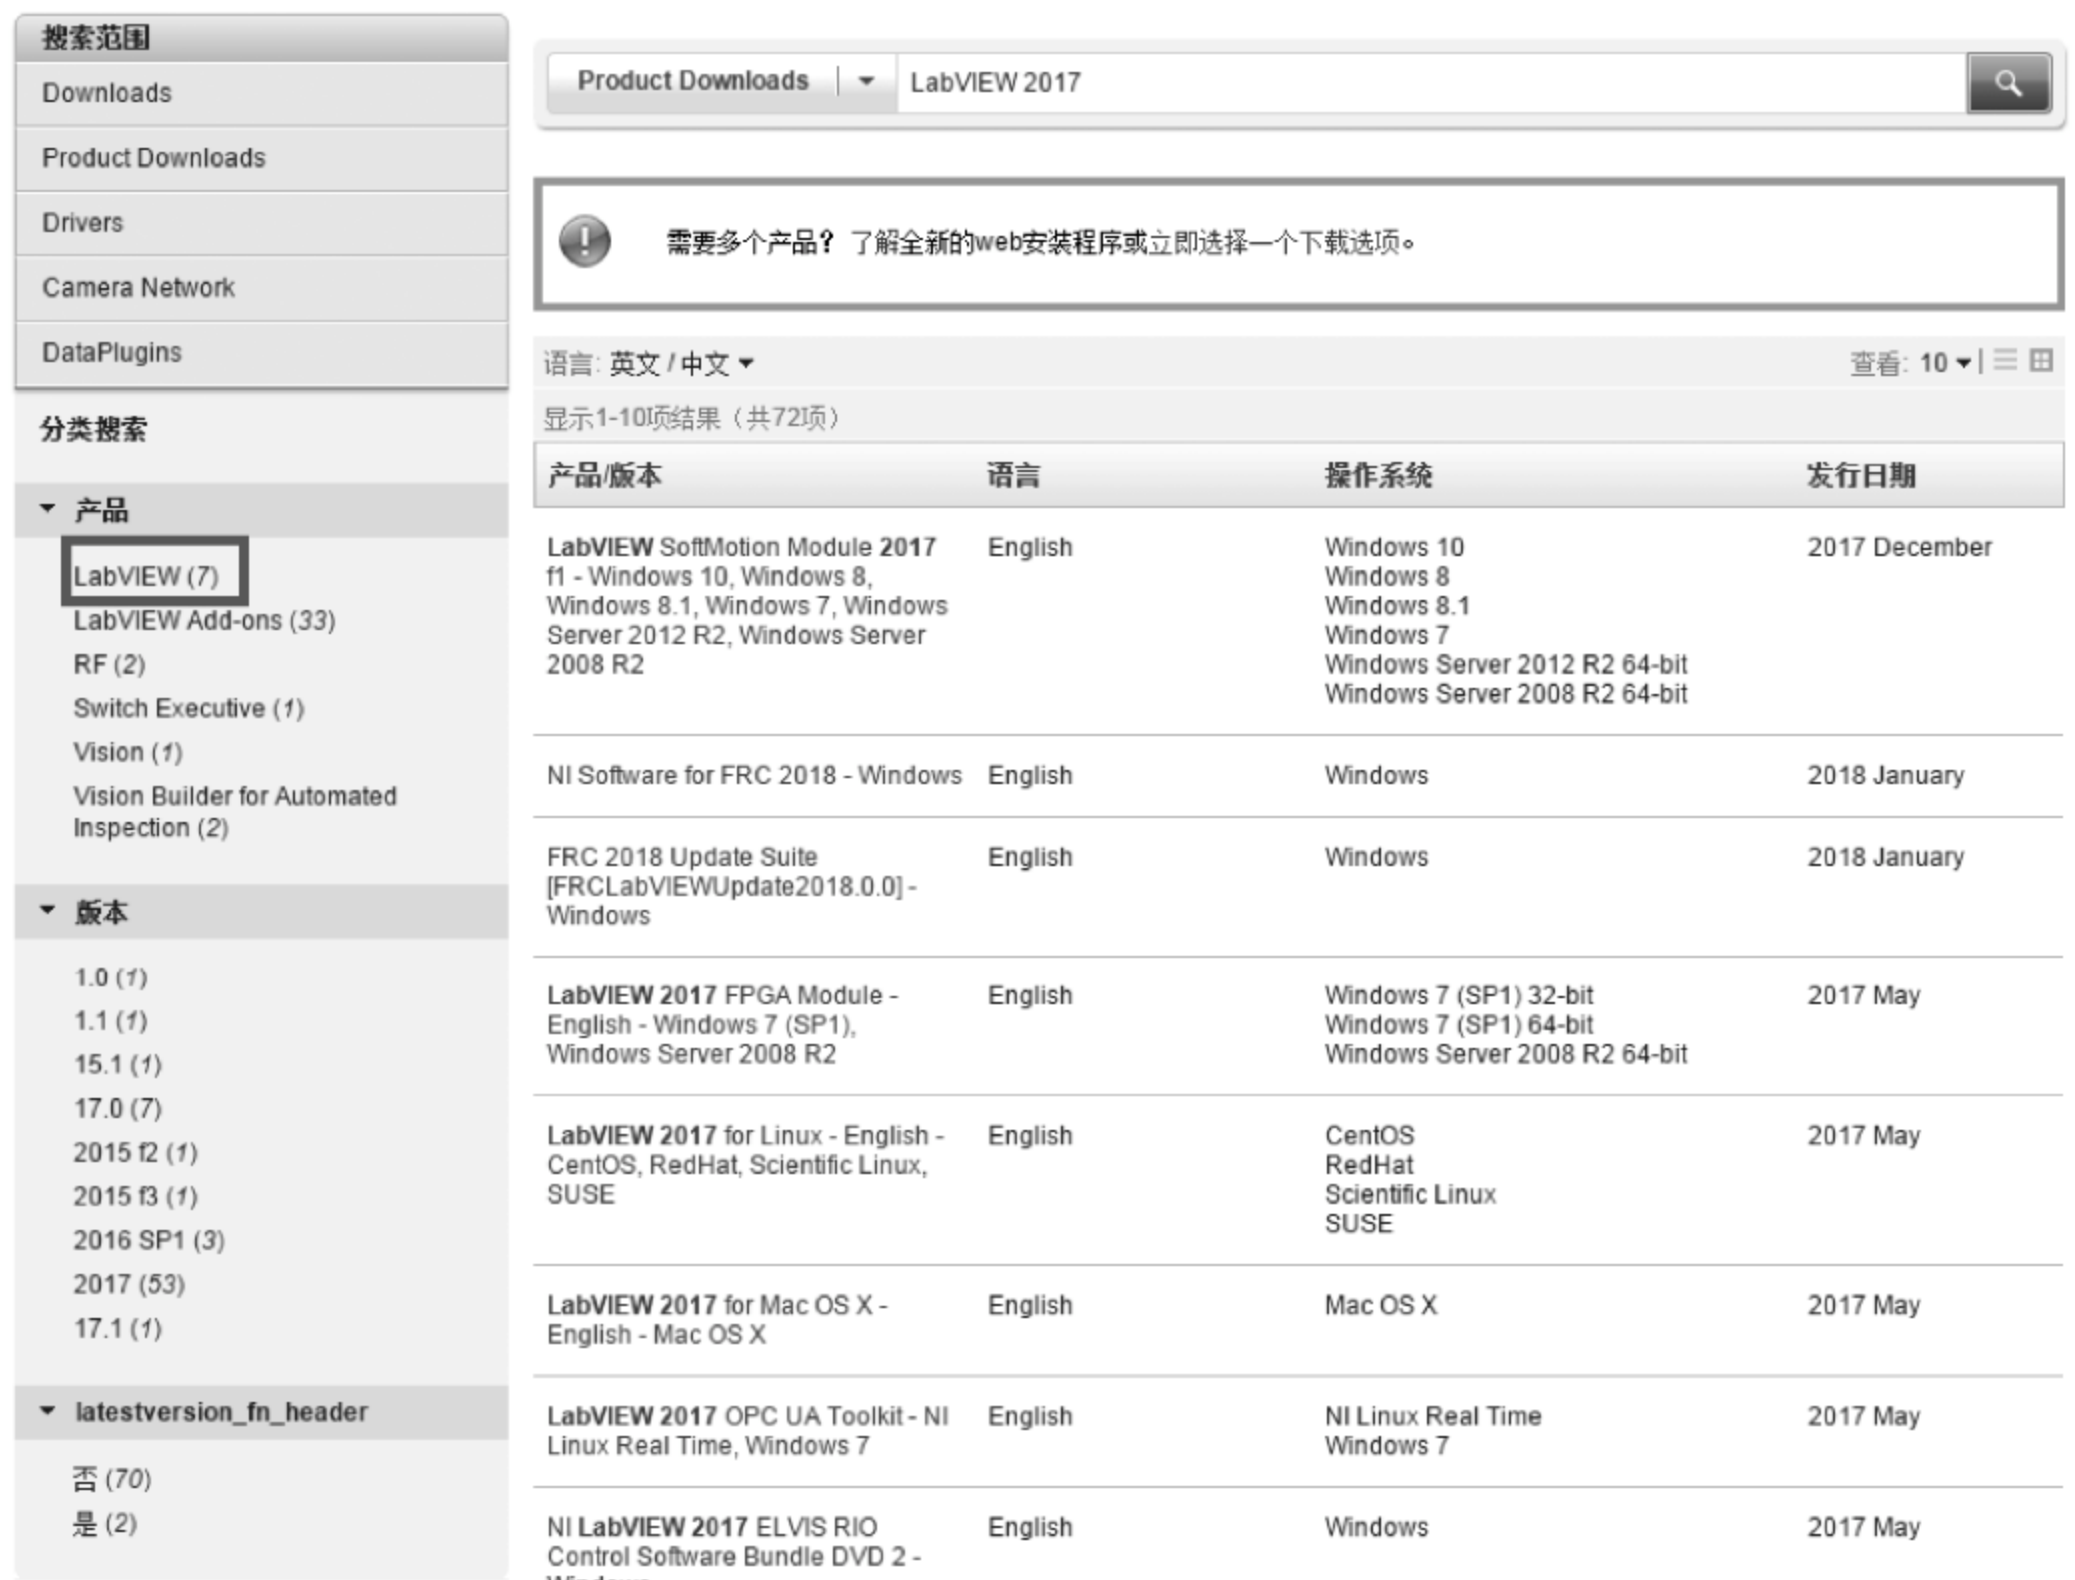 搜索范围
Downloads
Product Downloads
Drivers
Camera Network
DataPlugins
分类搜索
产品
LabVIEW (7)
LabVIEW Add-ons (33)
RF (2)
Switch Executive (1)
Vision (1)
Vision Builder for Automated
Inspection (2)
版本
1.0 (1)
1.1 (1)
15.1 (1)
17.0 (7)
2015 f2 (1)
2015 f3 (1)
2016 SP1 (3)
2017 (53)
17.1 (1)
latestversion_fn_header
否 (70)
是 (2)
Product Downloads LabVIEW 2017
需要多个产品？了解全新的web安装程序或立即选择一个下载选项。
语言: 英文 / 中文 查看: 10
显示1-10项结果（共72项）
产品/版本 语言 操作系统 发行日期
LabVIEW SoftMotion Module 2017 English Windows 10 2017 December
f1 - Windows 10, Windows 8, Windows 8
Windows 8.1, Windows 7, Windows Windows 8.1
Server 2012 R2, Windows Server Windows 7
2008 R2 Windows Server 2012 R2 64-bit
Windows Server 2008 R2 64-bit
NI Software for FRC 2018 - Windows English Windows 2018 January
FRC 2018 Update Suite English Windows 2018 January
[FRCLabVIEWUpdate2018.0.0] -
Windows
LabVIEW 2017 FPGA Module - English Windows 7 (SP1) 32-bit 2017 May
English - Windows 7 (SP1), Windows 7 (SP1) 64-bit
Windows Server 2008 R2 Windows Server 2008 R2 64-bit
LabVIEW 2017 for Linux - English - English CentOS 2017 May
CentOS, RedHat, Scientific Linux, RedHat
SUSE Scientific Linux
SUSE
LabVIEW 2017 for Mac OS X - English Mac OS X 2017 May
English - Mac OS X
LabVIEW 2017 OPC UA Toolkit - NI English NI Linux Real Time 2017 May
Linux Real Time, Windows 7 Windows 7
NI LabVIEW 2017 ELVIS RIO English Windows 2017 May
Control Software Bundle DVD 2 -